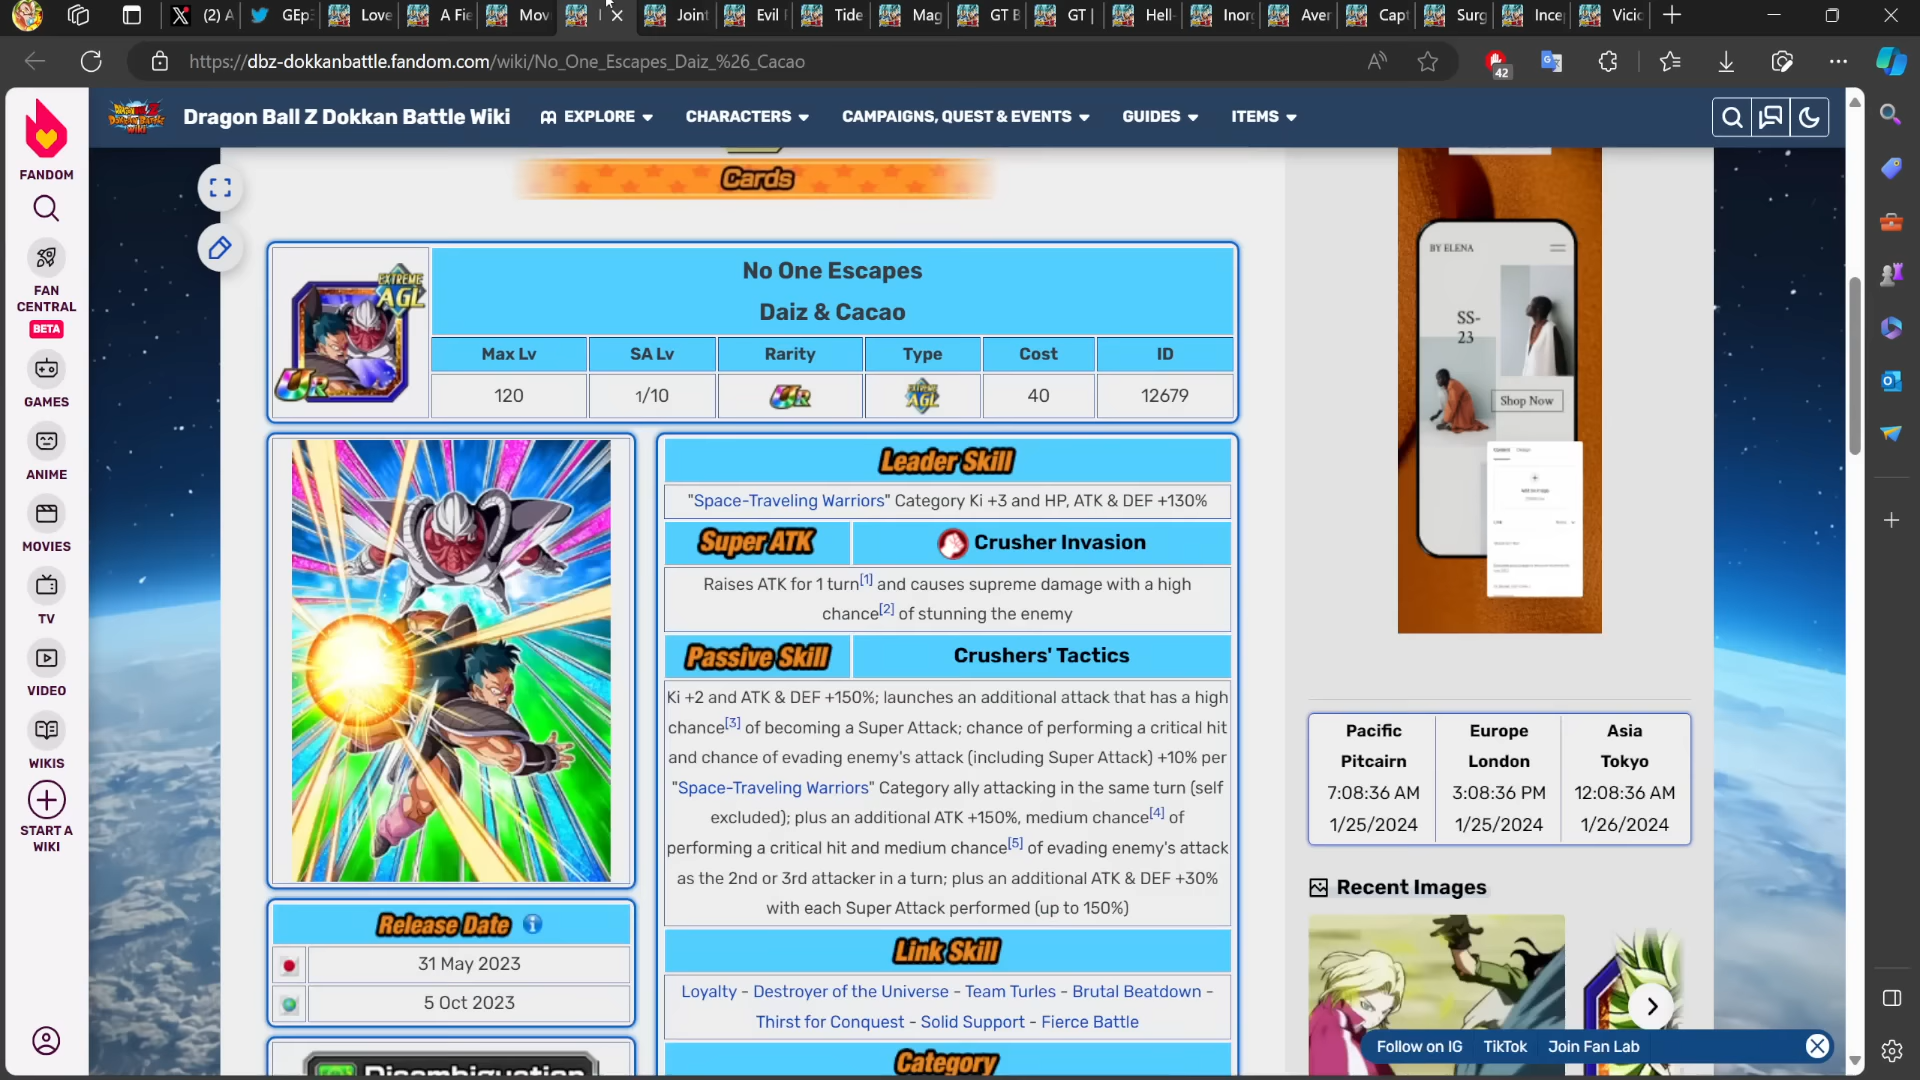 (2) A
GEp
Love
A Fie
Mov
Joint
Evil
Tide
Mag
GT B
GT |
Hell-
Inorg
Aver
Capt
Surg
Ince
Vicio
https://dbz-dokkanbattle.fandom.com/wiki/No_One_Escapes_Daiz_%26_Cacao
42
Dragon Ball Z Dokkan Battle Wiki
EXPLORE
CHARACTERS
CAMPAIGNS, QUEST & EVENTS
GUIDES
ITEMS
FANDOM
FAN CENTRAL
BETA
GAMES
ANIME
MOVIES
TV
VIDEO
WIKIS
START A WIKI
Cards
EXTREME AGL
UR
No One Escapes
Daiz & Cacao
Max Lv SA Lv Rarity Type Cost ID
120 1/10 UR EXTREME AGL 40 12679
Leader Skill
"Space-Traveling Warriors" Category Ki +3 and HP, ATK & DEF +130%
Super ATK Crusher Invasion
Raises ATK for 1 turn[1] and causes supreme damage with a high
chance[2] of stunning the enemy
Passive Skill Crushers' Tactics
Ki +2 and ATK & DEF +150%; launches an additional attack that has a high
chance[3] of becoming a Super Attack; chance of performing a critical hit
and chance of evading enemy's attack (including Super Attack) +10% per
"Space-Traveling Warriors" Category ally attacking in the same turn (self
excluded); plus an additional ATK +150%, medium chance[4] of
performing a critical hit and medium chance[5] of evading enemy's attack
as the 2nd or 3rd attacker in a turn; plus an additional ATK & DEF +30%
with each Super Attack performed (up to 150%)
Link Skill
Loyalty - Destroyer of the Universe - Team Turles - Brutal Beatdown -
Thirst for Conquest - Solid Support - Fierce Battle
Category
Release Date
31 May 2023
5 Oct 2023
Disambiguation
BY ELENA
SS-
23
Shop Now
Pacific Europe Asia
Pitcairn London Tokyo
7:08:36 AM 3:08:36 PM 12:08:36 AM
1/25/2024 1/25/2024 1/26/2024
Recent Images
Follow on IG TikTok Join Fan Lab